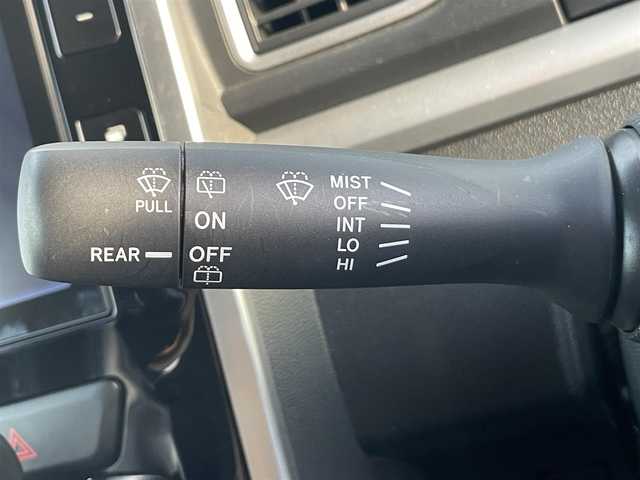 PULL
REAR
ON
OFF
MIST
OFF
INT
LO
HI